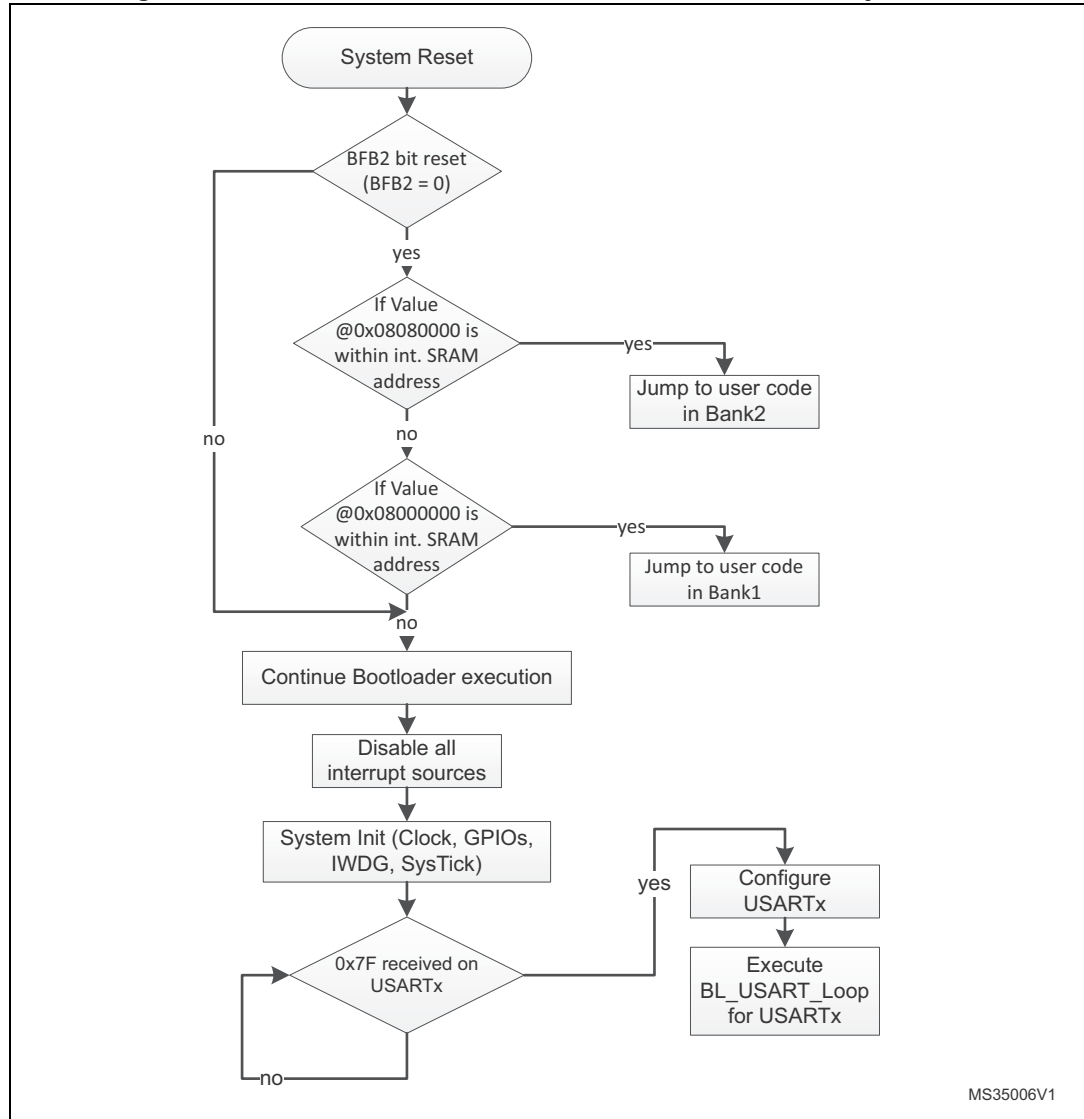 System Reset
BFB2 bit reset
(BFB2 = 0)
yes
If Value
@0x08080000 is
within int. SRAM
address
yes
Jump to user code
in Bank2
no
no
If Value
@0x08000000 is
within int. SRAM
address
yes
Jump to user code
in Bank1
no
Continue Bootloader execution
Disable all
interrupt sources
System Init (Clock, GPIOs,
IWDG, SysTick)
yes
Configure
USARTx
0x7F received on
USARTx
Execute
BL_USART_Loop
for USARTx
no
MS35006V1